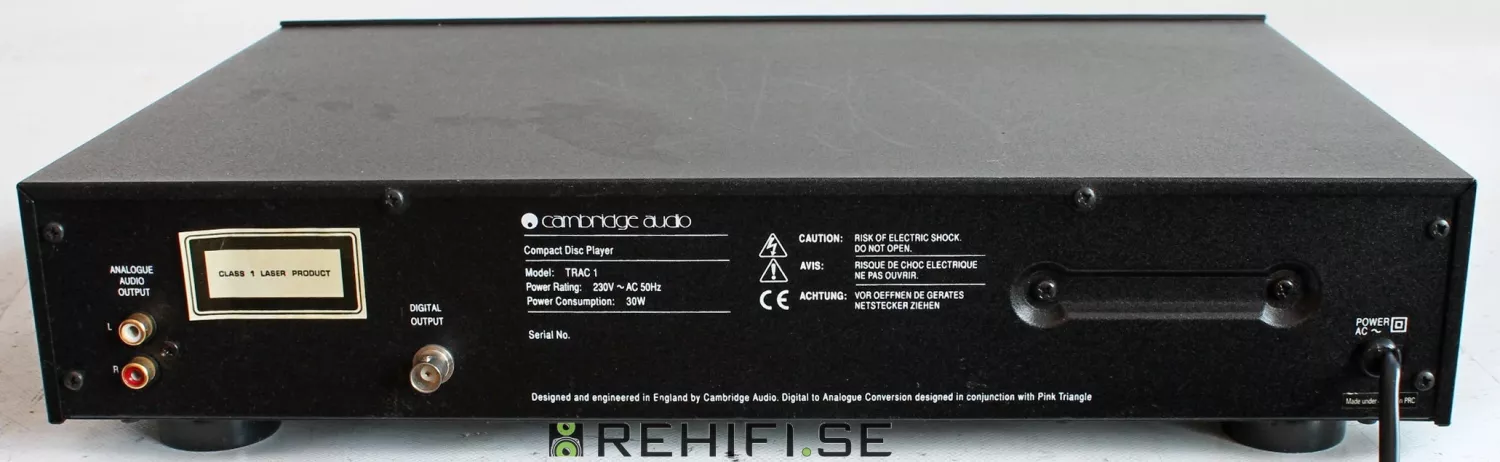 cambridge audio
Compact Disc Player
Model: TRAC 1
Power Rating: 230V ~ AC 50Hz
Power Consumption: 30W
Serial No.
CAUTION: RISK OF ELECTRIC SHOCK.
DO NOT OPEN.
AVIS: RISQUE DE CHOC ELECTRIQUE
NE PAS OUVRIR.
CE ACHTUNG: VOR OEFFNEN DE GERATES
NETSTECKER ZIEHEN
CLASS 1 LASER PRODUCT
ANALOGUE
AUDIO
OUTPUT
L
R
DIGITAL
OUTPUT
POWER
AC ~
Designed and engineered in England by Cambridge Audio. Digital to Analogue Conversion designed in conjunction with Pink Triangle
Made under PRC
REHIFI.SE